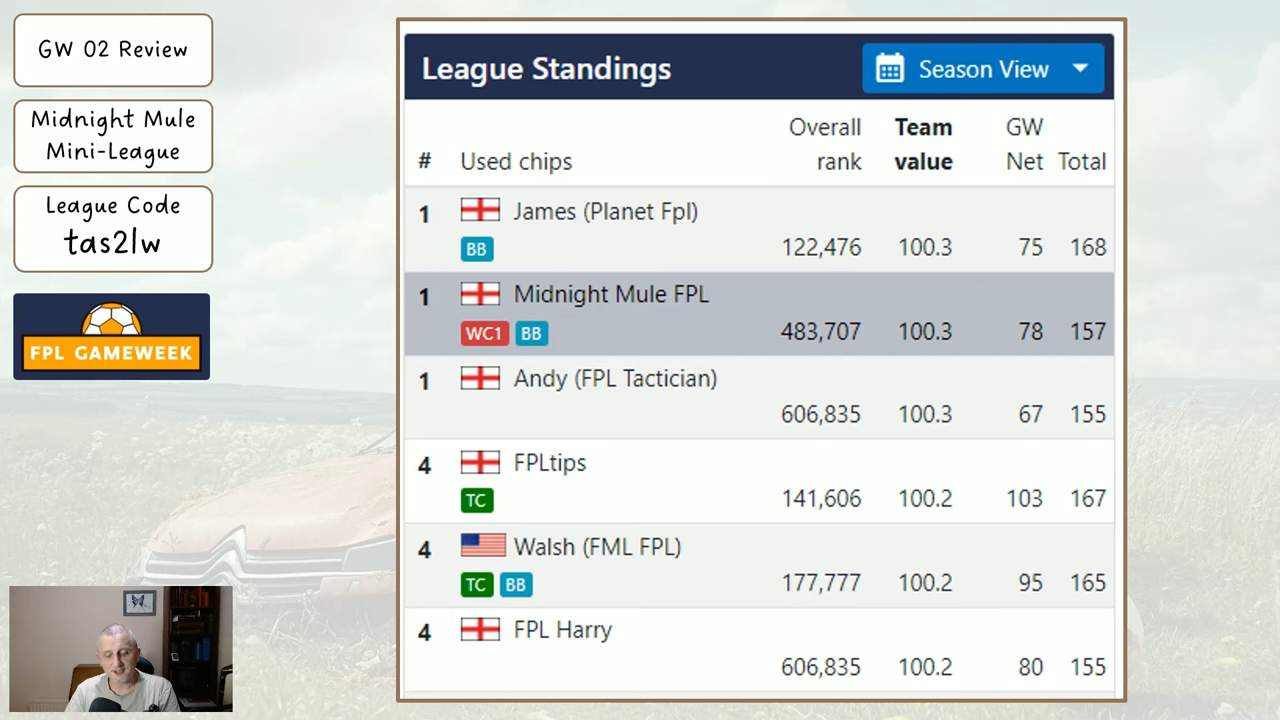 GW 02 Review
Midnight Mule
Mini-League
League Code
tas2lw
FPL GAMEWEEK
League Standings
Season View
Overall Team GW
# Used chips rank value Net Total
1 James (Planet Fpl)
BB 122,476 100.3 75 168
1 Midnight Mule FPL
WC1 BB 483,707 100.3 78 157
1 Andy (FPL Tactician)
606,835 100.3 67 155
4 FPLtips
TC 141,606 100.2 103 167
4 Walsh (FML FPL)
TC BB 177,777 100.2 95 165
4 FPL Harry
606,835 100.2 80 155